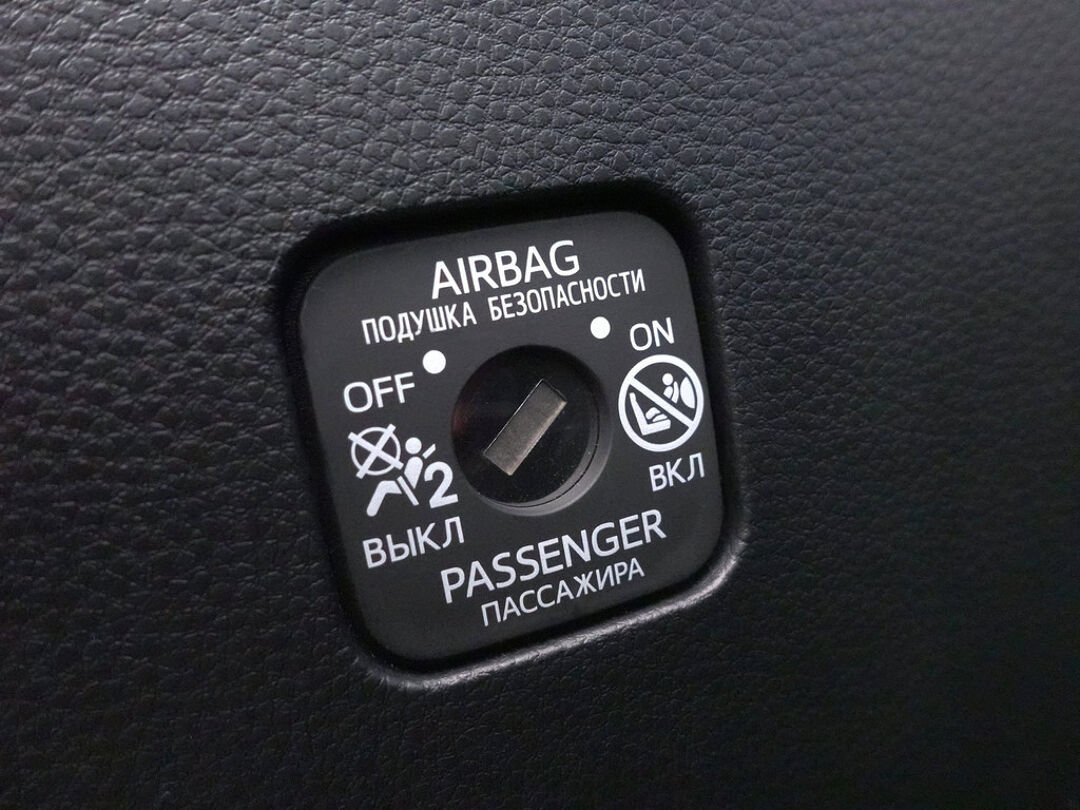 AIRBAG
ПОДУШКА БЕЗОПАСНОСТИ
OFF
ON
2
ВЫКЛ
ВКЛ
PASSENGER
ПАССАЖИРА